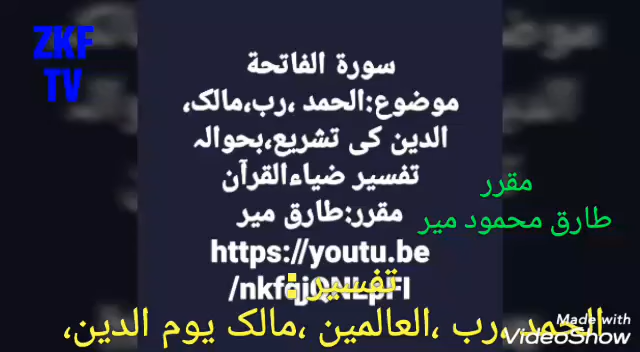 ZKF
TV
سورة الفاتحة
موضوع:الحمد ،رب،مالک،
الدین کی تشریع،بحوالہ
تفسیر ضیاءالقرآن
مقرر:طارق میر
https://youtu.be
مقرر
طارق محمود میر
تفسیر :
الحمد ،رب ،العالمین ،مالک یوم الدین،
Made with
VideoShow